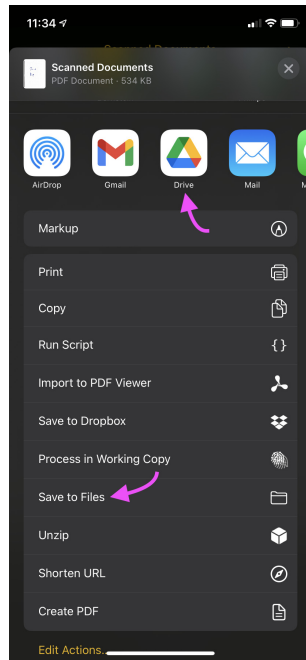 11:34
Scanned Documents
PDF Document · 534 KB
AirDrop
Gmail
Drive
Mail
Markup
Print
Copy
Run Script
Import to PDF Viewer
Save to Dropbox
Process in Working Copy
Save to Files
Unzip
Shorten URL
Create PDF
Edit Actions...